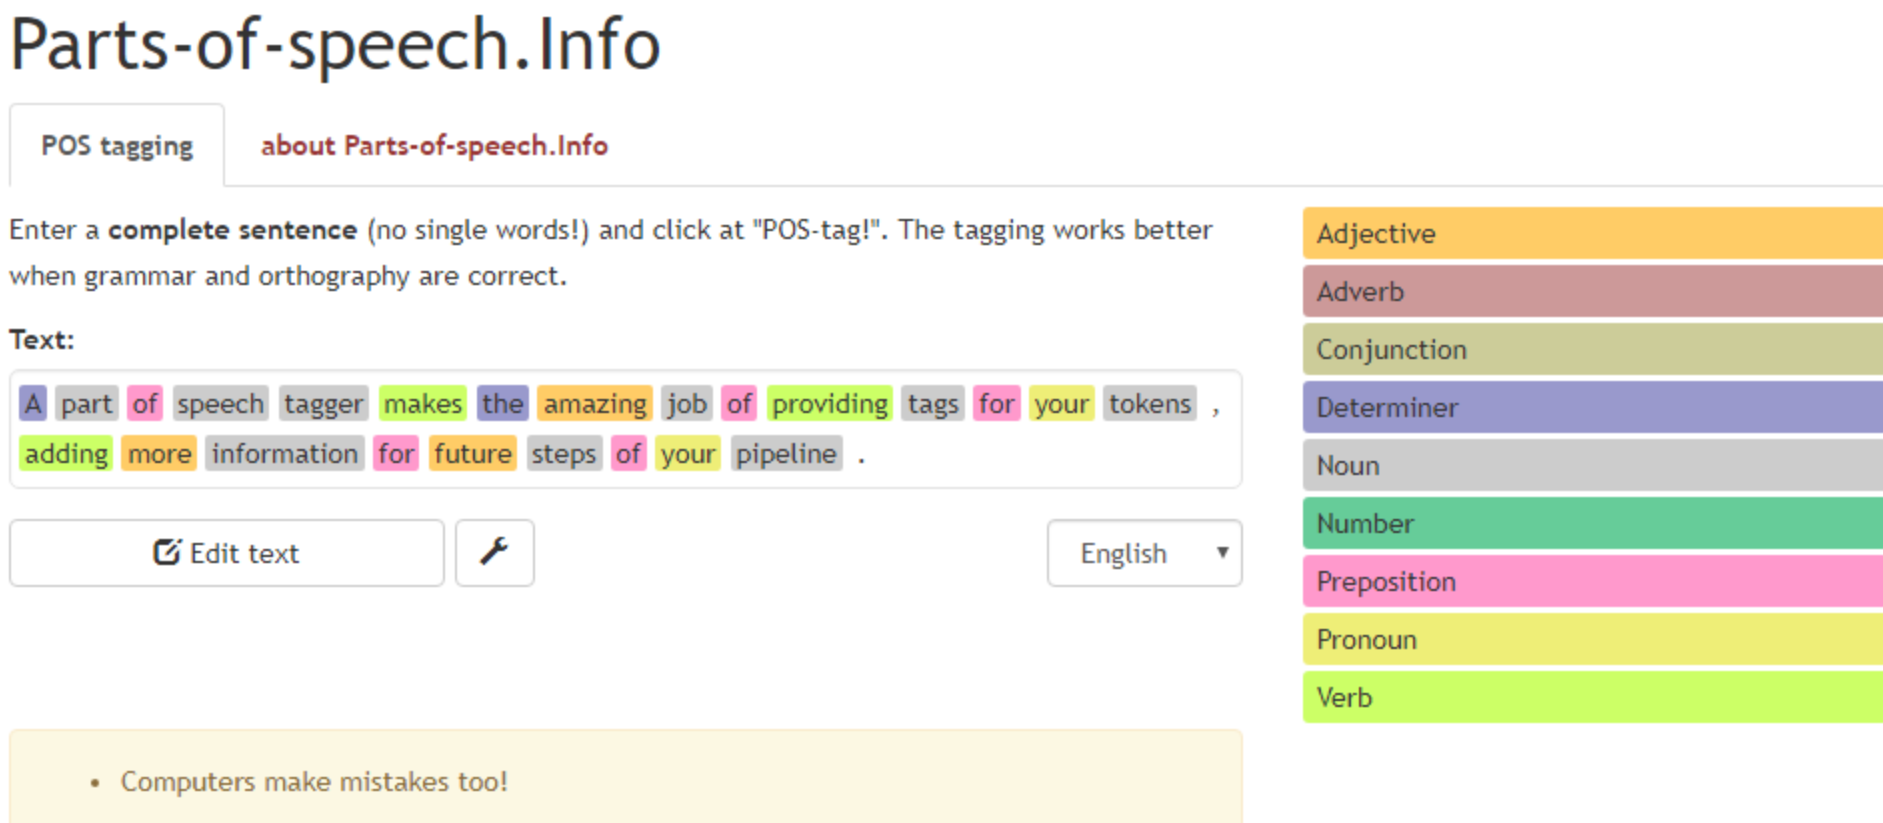 Parts-of-speech.Info
POS tagging
about Parts-of-speech.Info
Enter a complete sentence (no single words!) and click at "POS-tag!". The tagging works better
when grammar and orthography are correct.
Text:
A part of speech tagger makes the amazing job of providing tags for your tokens ,
adding more information for future steps of your pipeline .
Edit text
English
Computers make mistakes too!
Adjective
Adverb
Conjunction
Determiner
Noun
Number
Preposition
Pronoun
Verb